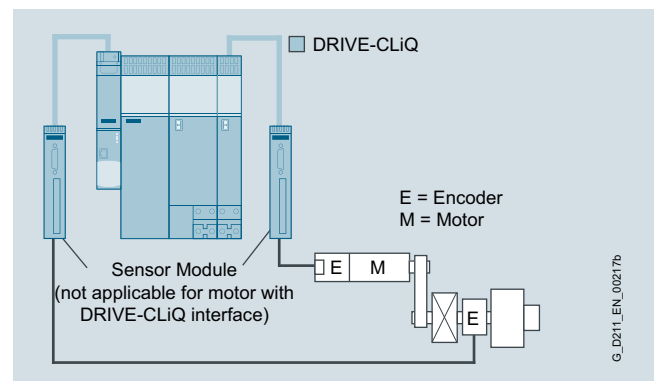 DRIVE-CLiQ
E = Encoder
M = Motor
Sensor Module
(not applicable for motor with
DRIVE-CLiQ interface)
E
M
E
G_D211_EN_00217b